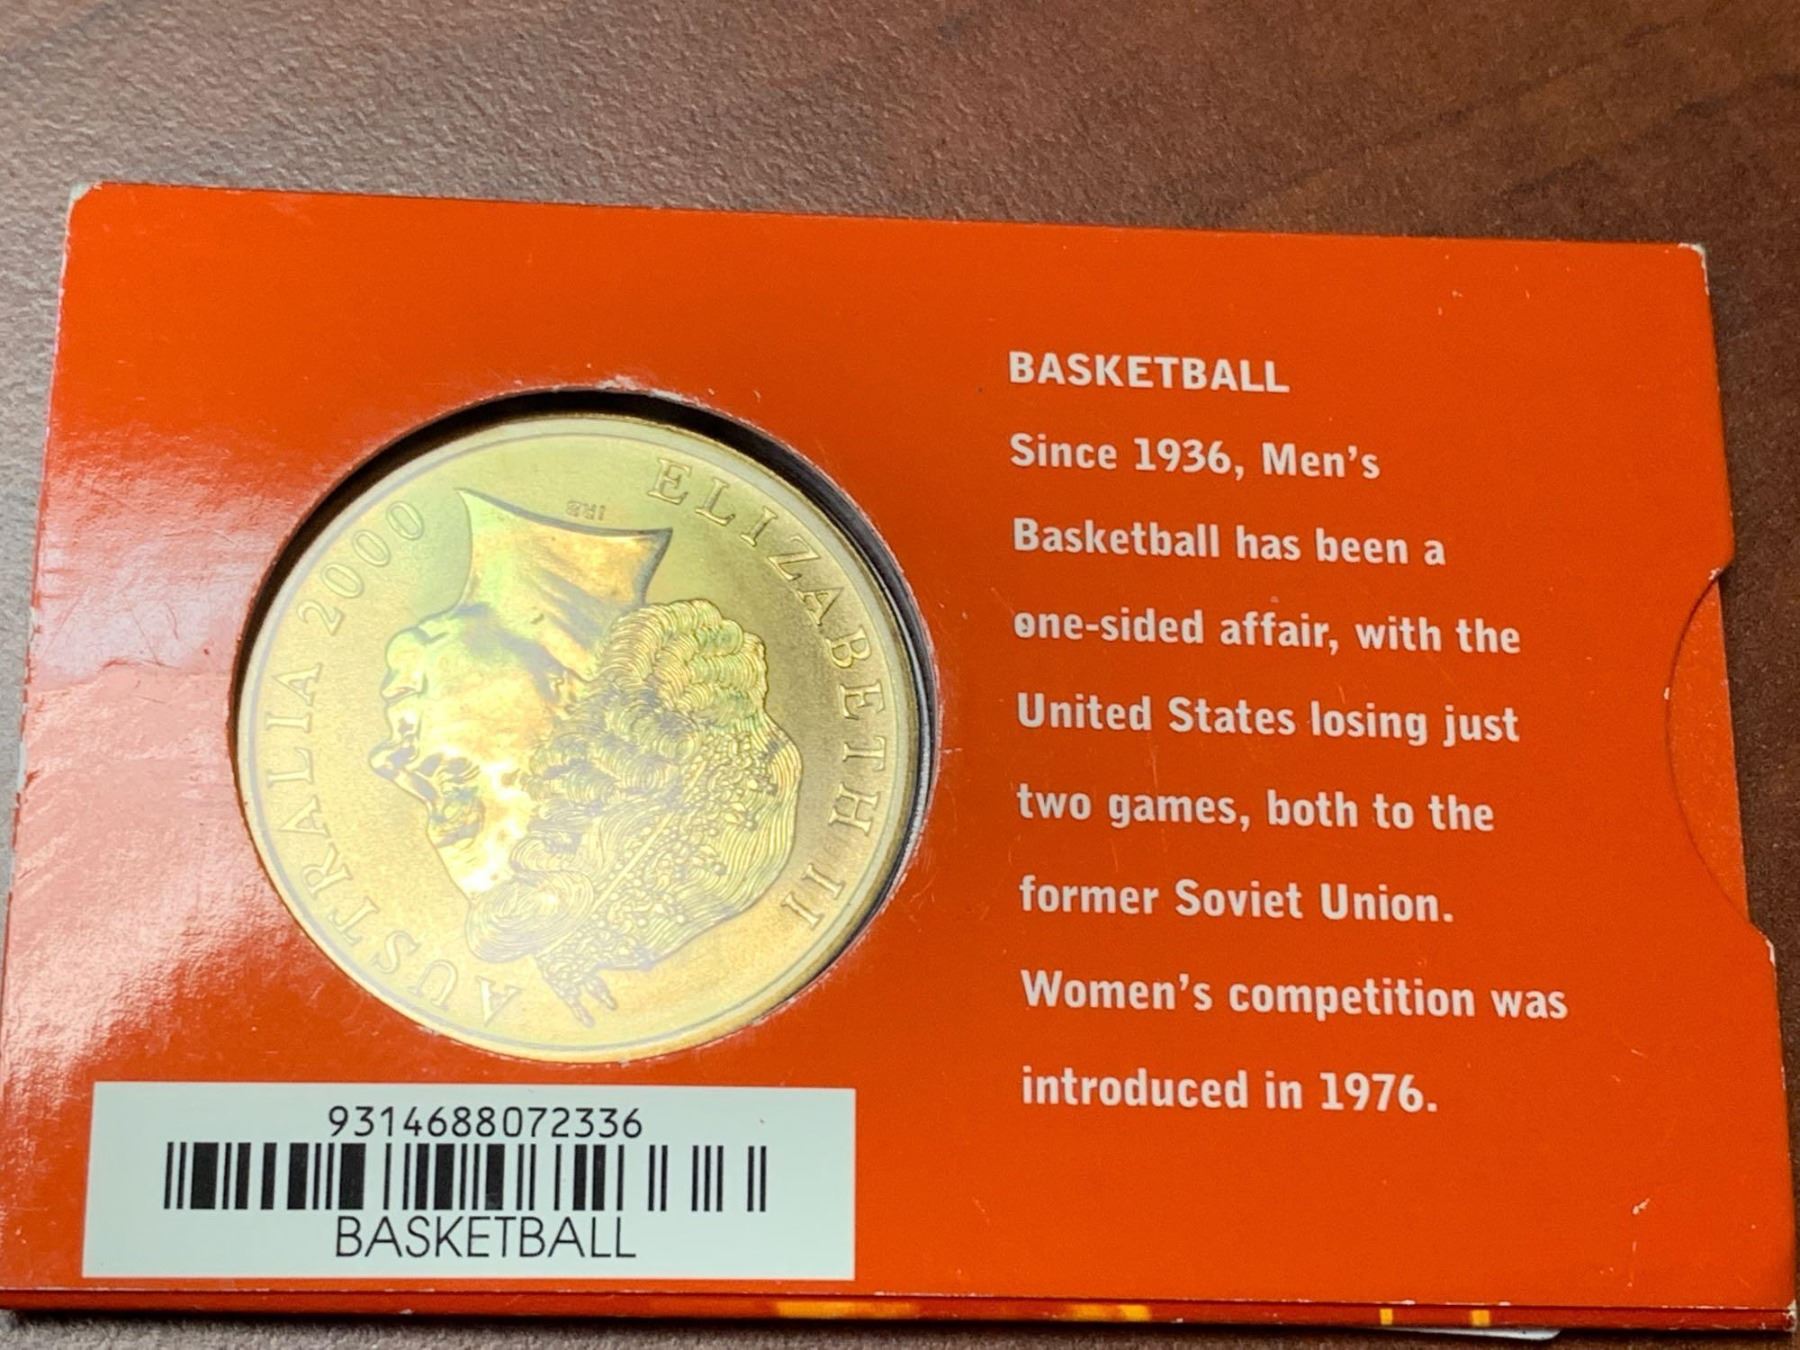 ELIZABETH II
AUSTRALIA 2000
IRB
BASKETBALL
Since 1936, Men's
Basketball has been a
one-sided affair, with the
United States losing just
two games, both to the
former Soviet Union.
Women's competition was
introduced in 1976.
9314688072336
BASKETBALL